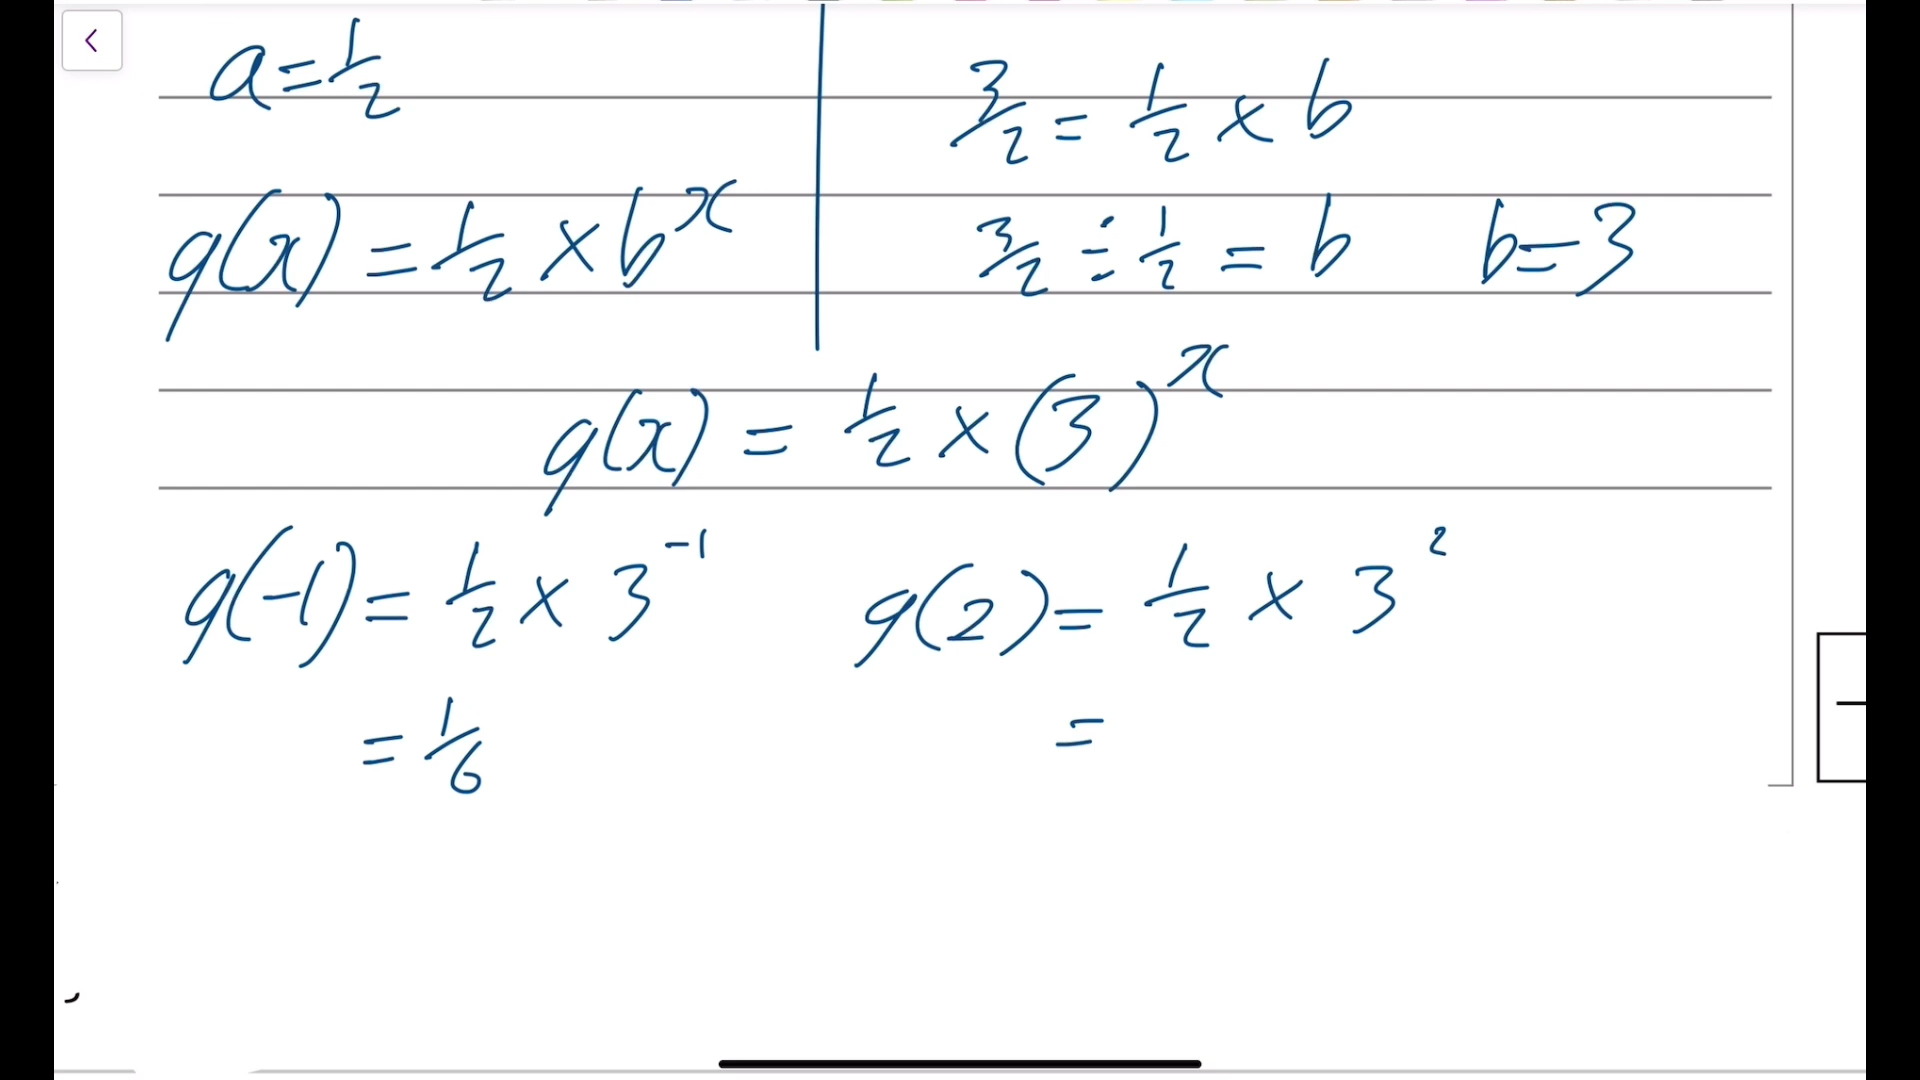 a = 1/2
g(x) = 1/2 × b^x
3/2 = 1/2 × b
3/2 ÷ 1/2 = b   b = 3
g(x) = 1/2 × (3)^x
g(-1) = 1/2 × 3^-1
= 1/6
g(2) = 1/2 × 3^2
=